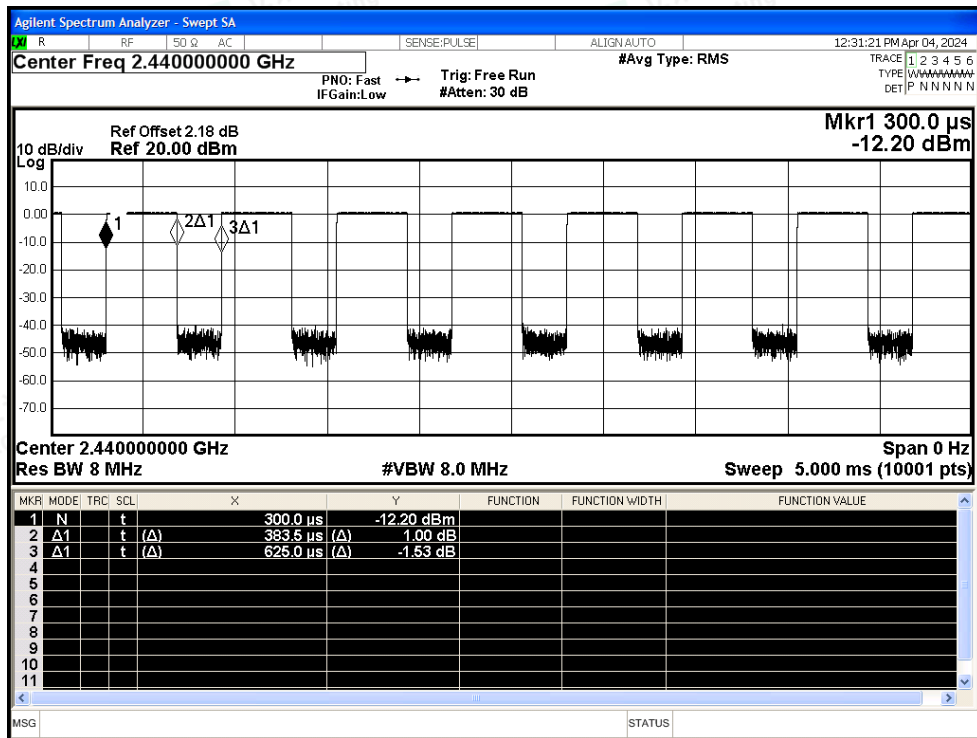 Agilent Spectrum Analyzer - Swept SA
LXI R RF 50 Ω AC SENSE:PULSE ALIGN AUTO 12:31:21 PM Apr 04, 2024
Center Freq 2.440000000 GHz #Avg Type: RMS TRACE 1 2 3 4 5 6
PNO: Fast Trig: Free Run TYPE WWWWWW
IFGain:Low #Atten: 30 dB DET P N N N N N
Mkr1 300.0 µs
Ref Offset 2.18 dB
10 dB/div Ref 20.00 dBm -12.20 dBm
Log
10.0
0.00
1 2Δ1 3Δ1
-10.0
-20.0
-30.0
-40.0
-50.0
-60.0
-70.0
Center 2.440000000 GHz Span 0 Hz
Res BW 8 MHz #VBW 8.0 MHz Sweep 5.000 ms (10001 pts)
MKR MODE TRC SCL X Y FUNCTION FUNCTION WIDTH FUNCTION VALUE
1 N t 300.0 µs -12.20 dBm
2 Δ1 t (Δ) 383.5 µs (Δ) 1.00 dB
3 Δ1 t (Δ) 625.0 µs (Δ) -1.53 dB
4
5
6
7
8
9
10
11
MSG STATUS